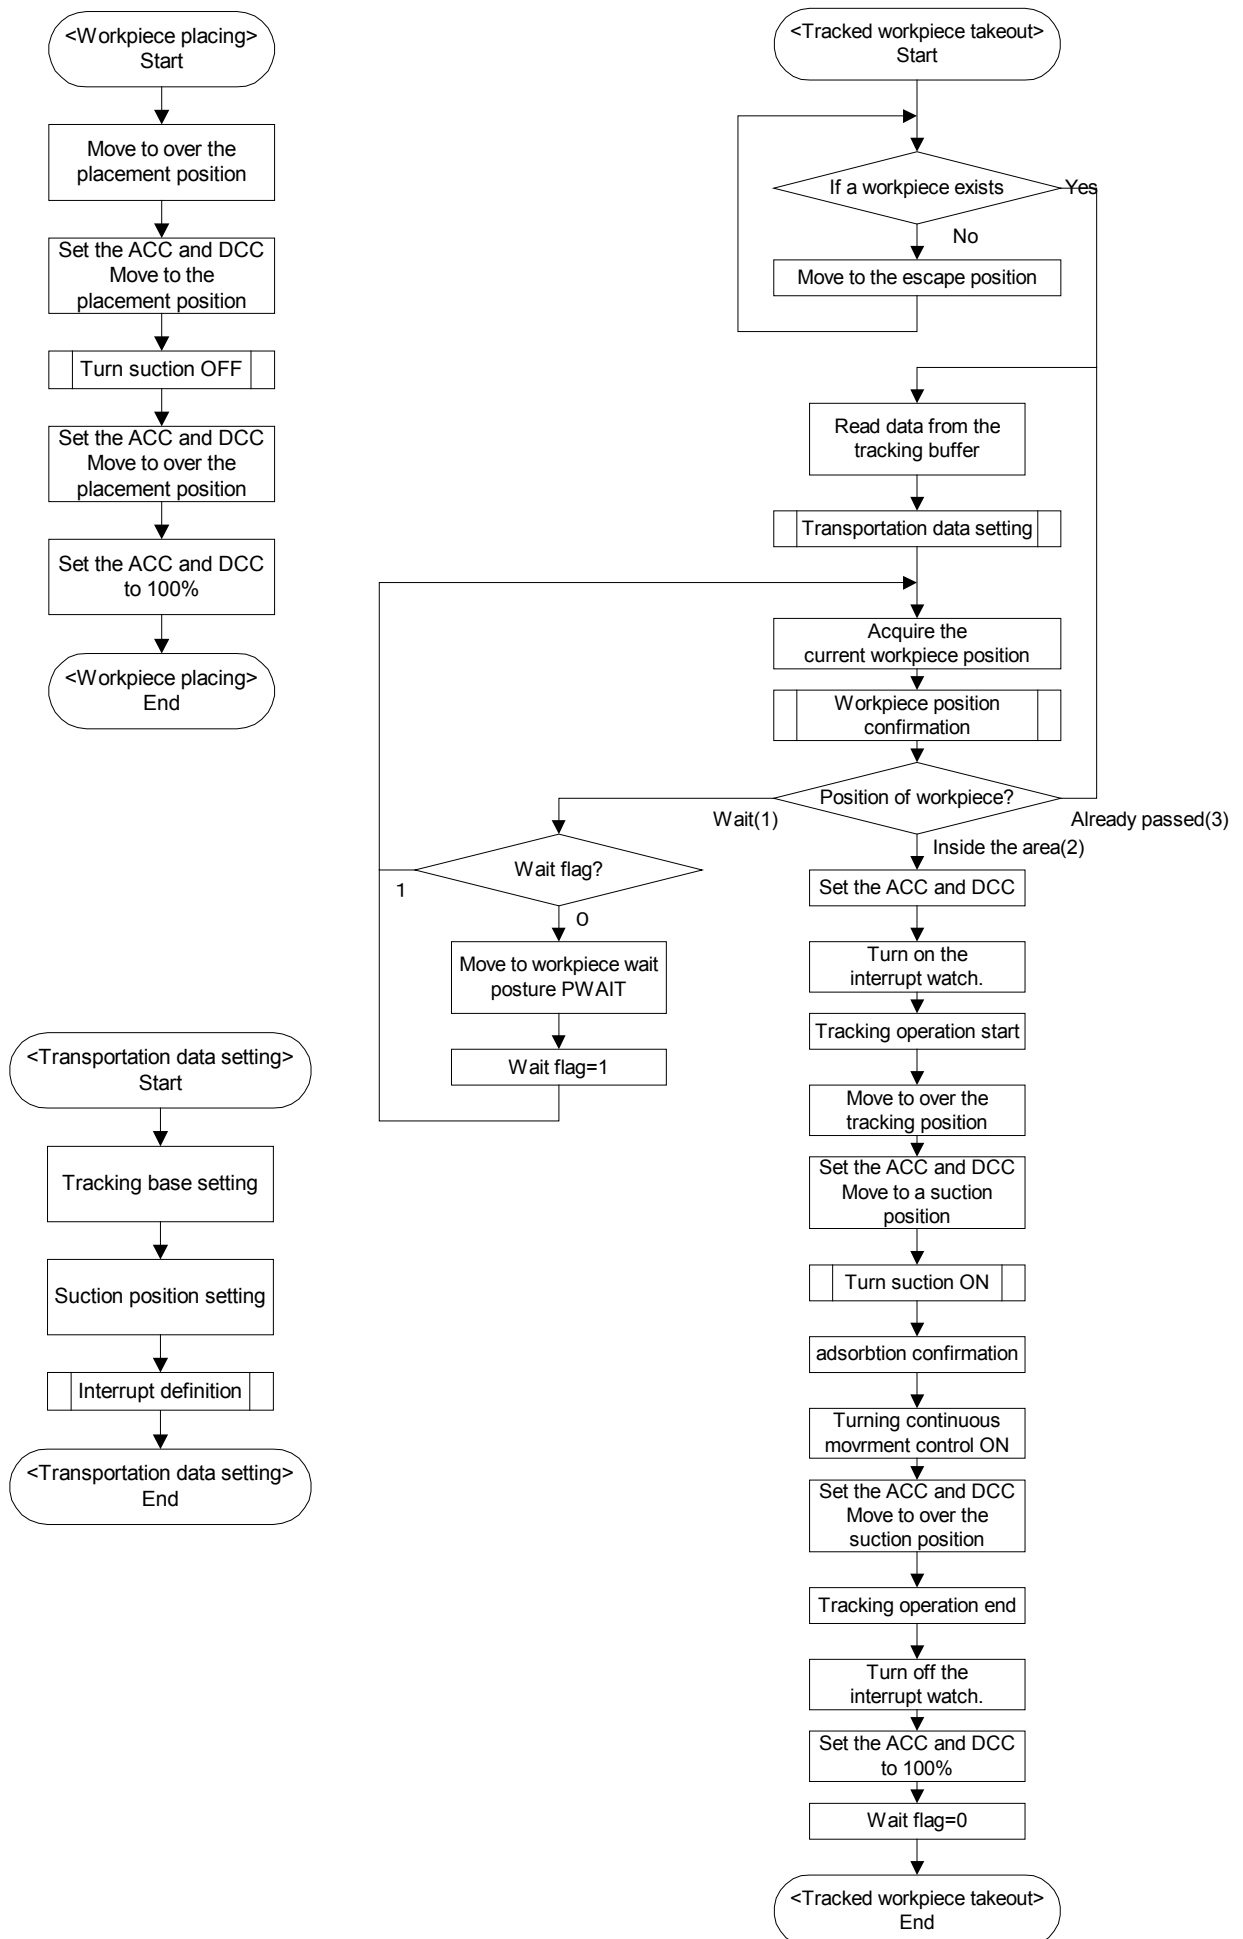 <Workpiece placing>
Start
Move to over the
placement position
Set the ACC and DCC
Move to the
placement position
Turn suction OFF
Set the ACC and DCC
Move to over the
placement position
Set the ACC and DCC
to 100%
<Workpiece placing>
End
<Transportation data setting>
Start
Tracking base setting
Suction position setting
Interrupt definition
<Transportation data setting>
End
<Tracked workpiece takeout>
Start
If a workpiece exists
Yes
No
Move to the escape position
Read data from the
tracking buffer
Transportation data setting
Acquire the
current workpiece position
Workpiece position
confirmation
Position of workpiece?
Wait(1)
Already passed(3)
Inside the area(2)
Wait flag?
1
0
Move to workpiece wait
posture PWAIT
Wait flag=1
Set the ACC and DCC
Turn on the
interrupt watch.
Tracking operation start
Move to over the
tracking position
Set the ACC and DCC
Move to a suction
position
Turn suction ON
adsorbtion confirmation
Turning continuous
movrment control ON
Set the ACC and DCC
Move to over the
suction position
Tracking operation end
Turn off the
interrupt watch.
Set the ACC and DCC
to 100%
Wait flag=0
<Tracked workpiece takeout>
End